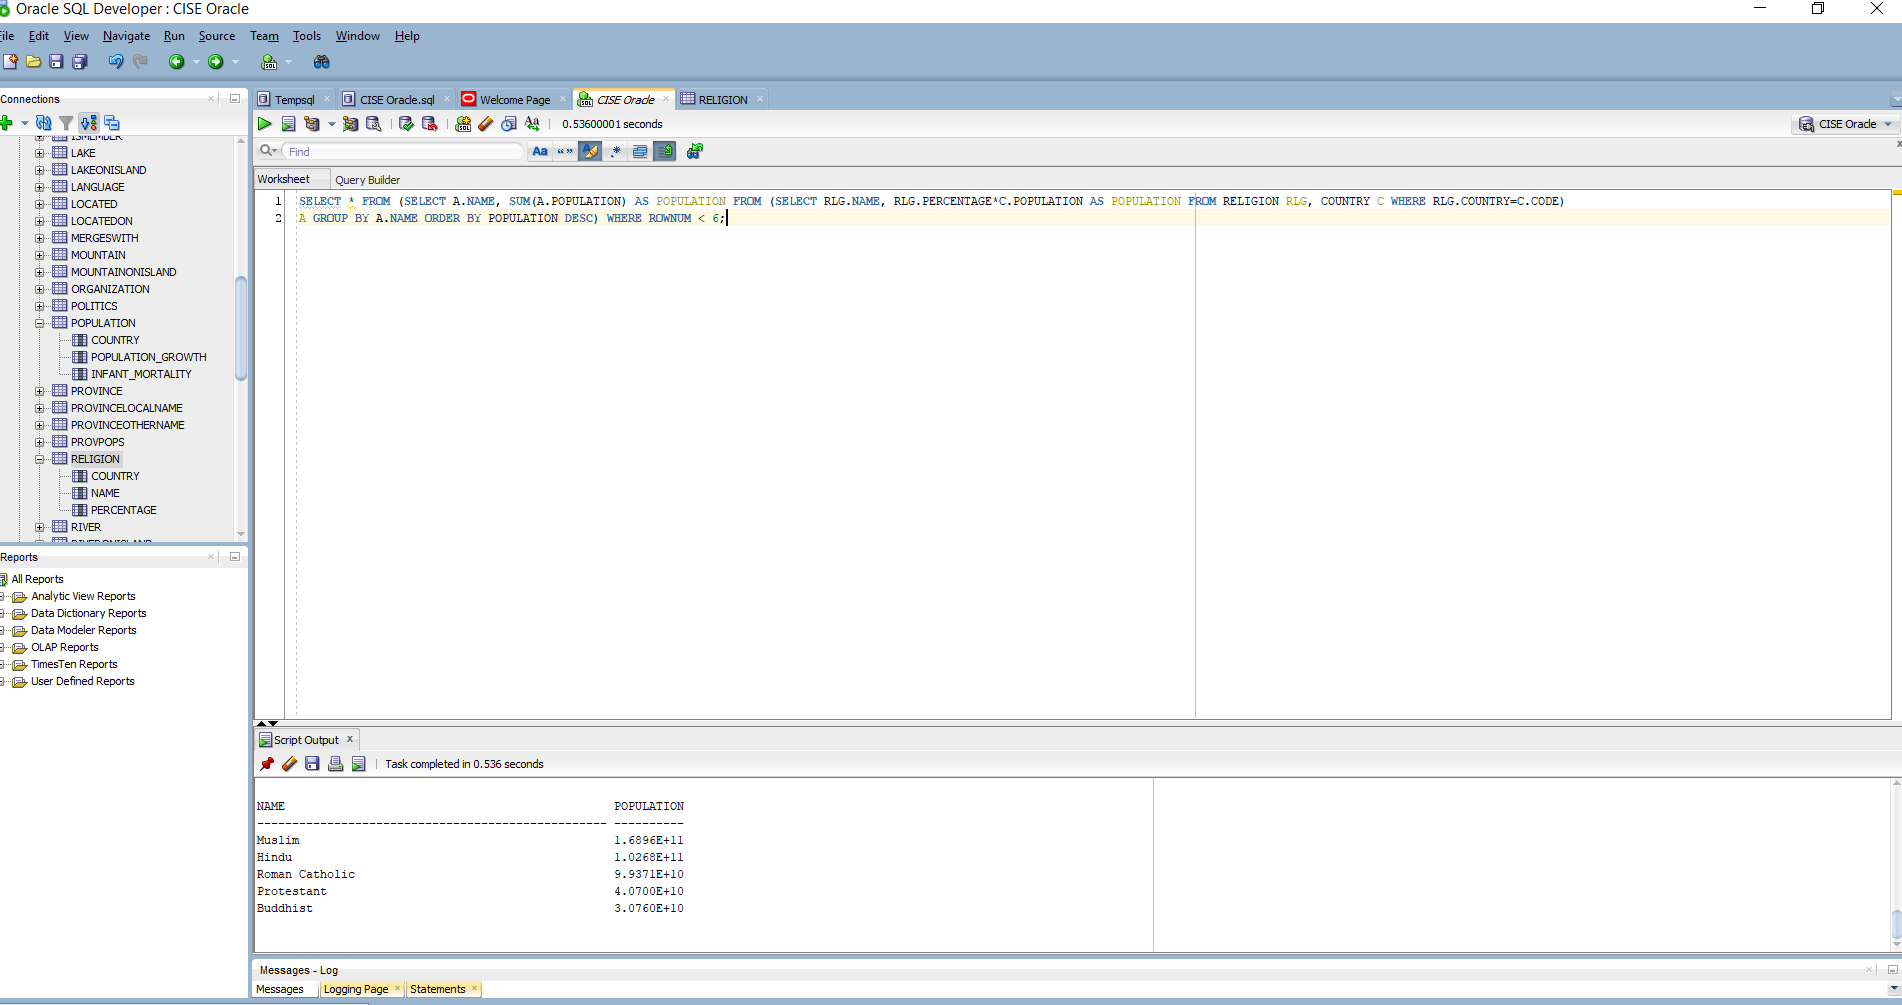 Oracle SQL Developer : CISE Oracle
File Edit View Navigate Run Source Team Tools Window Help
Connections
ISMEMBER
LAKE
LAKEONISLAND
LANGUAGE
LOCATED
LOCATEDON
MERGESWITH
MOUNTAIN
MOUNTAINONISLAND
ORGANIZATION
POLITICS
POPULATION
COUNTRY
POPULATION_GROWTH
INFANT_MORTALITY
PROVINCE
PROVINCELOCALNAME
PROVINCEOTHERNAME
PROVPOPS
RELIGION
COUNTRY
NAME
PERCENTAGE
RIVER
Reports
All Reports
Analytic View Reports
Data Dictionary Reports
Data Modeler Reports
OLAP Reports
TimesTen Reports
User Defined Reports
Tempsql CISE Oracle.sql Welcome Page CISE Oracle RELIGION
0.53600001 seconds
CISE Oracle
Find
Aa “ ” .*
Worksheet Query Builder
1 SELECT * FROM (SELECT A.NAME, SUM(A.POPULATION) AS POPULATION FROM (SELECT RLG.NAME, RLG.PERCENTAGE*C.POPULATION AS POPULATION FROM RELIGION RLG, COUNTRY C WHERE RLG.COUNTRY=C.CODE)
2 A GROUP BY A.NAME ORDER BY POPULATION DESC) WHERE ROWNUM < 6;
Script Output
Task completed in 0.536 seconds
NAME POPULATION
-------------------------------------------------- ----------
Muslim 1.6896E+11
Hindu 1.0268E+11
Roman Catholic 9.9371E+10
Protestant 4.0700E+10
Buddhist 3.0760E+10
Messages - Log
Messages Logging Page Statements